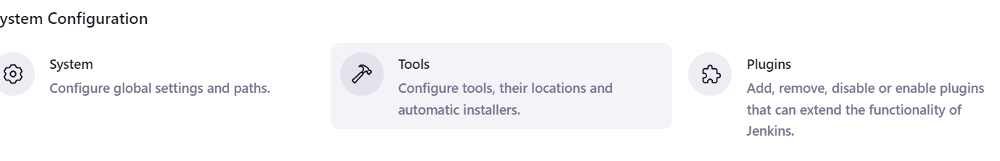 ystem Configuration
System
Configure global settings and paths.
Tools
Configure tools, their locations and
automatic installers.
Plugins
Add, remove, disable or enable plugins
that can extend the functionality of
Jenkins.